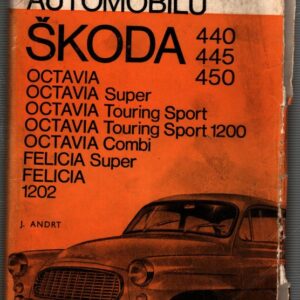 AUTOMOBILŮ
ŠKODA 440
445
450
OCTAVIA
OCTAVIA Super
OCTAVIA Touring Sport
OCTAVIA Touring Sport 1200
OCTAVIA Combi
FELICIA Super
FELICIA
1202
J. ANDRT